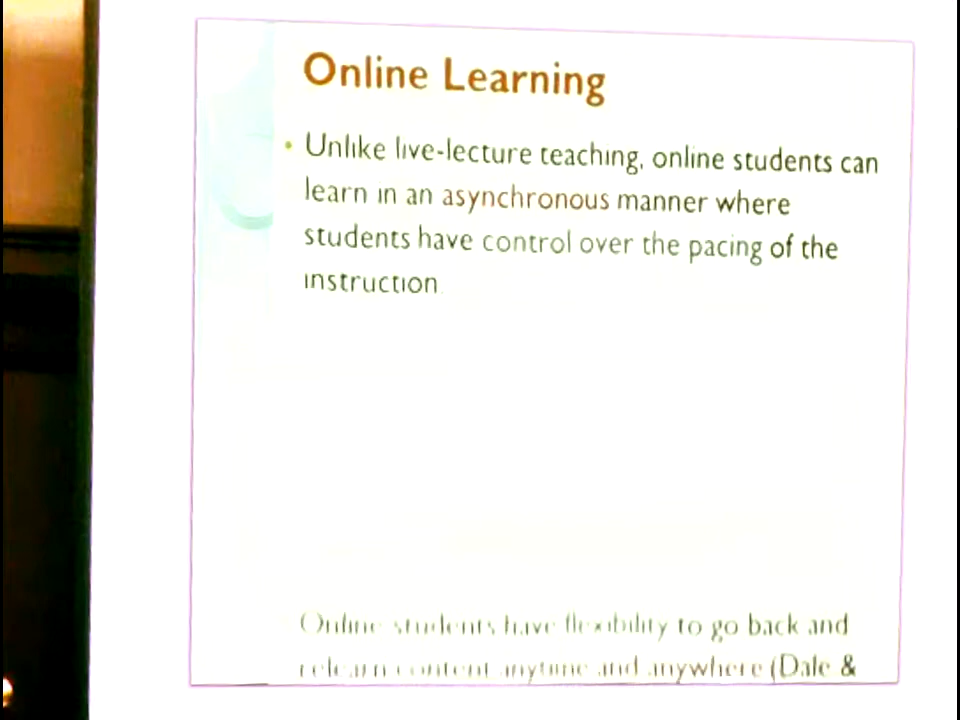 Online Learning
• Unlike live-lecture teaching, online students can
learn in an asynchronous manner where
students have control over the pacing of the
instruction
Online students have flexibility to go back and
relearn content anytime and anywhere (Dale &